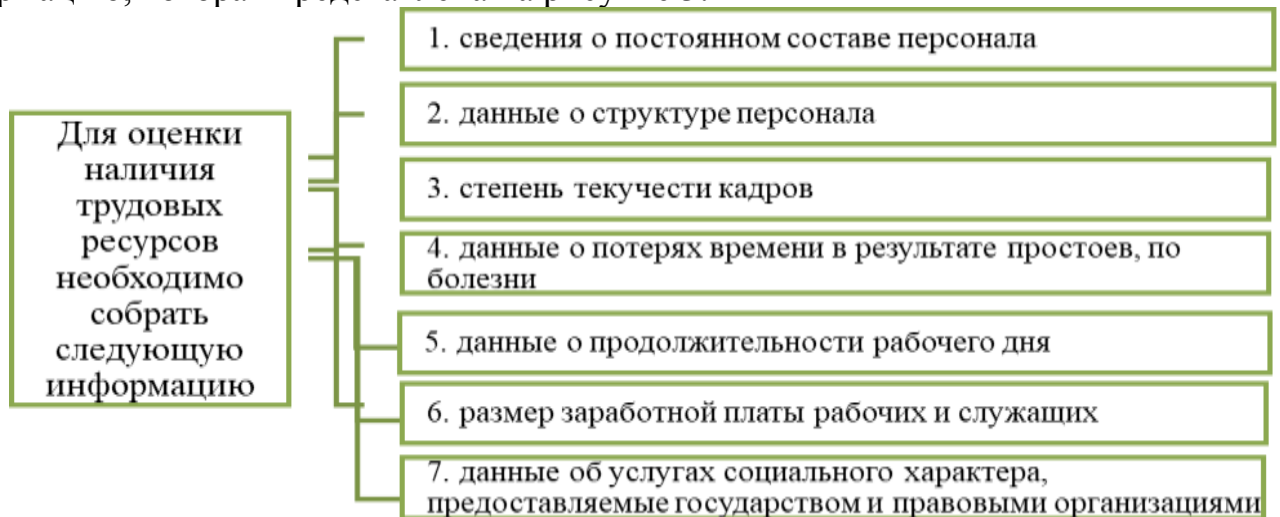 Для оценки
наличия
трудовых
ресурсов
необходимо
собрать
следующую
информацию
1. сведения о постоянном составе персонала
2. данные о структуре персонала
3. степень текучести кадров
4. данные о потерях времени в результате простоев, по
болезни
5. данные о продолжительности рабочего дня
6. размер заработной платы рабочих и служащих
7. данные об услугах социального характера,
предоставляемые государством и правовыми организациями